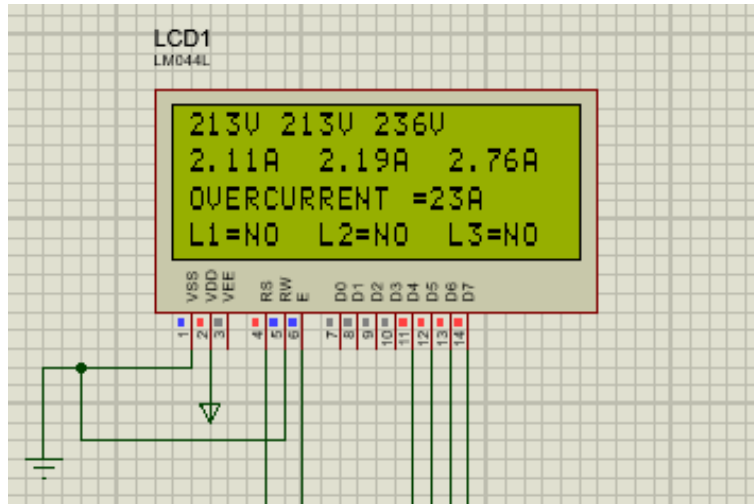 LCD1
LM044L
213V 213V 236V
2.11A 2.19A 2.76A
OVERCURRENT =23A
L1=NO L2=NO L3=NO
VSS VDD VEE RS RW E D0 D1 D2 D3 D4 D5 D6 D7
1 2 3 4 5 6 7 8 9 10 11 12 13 14